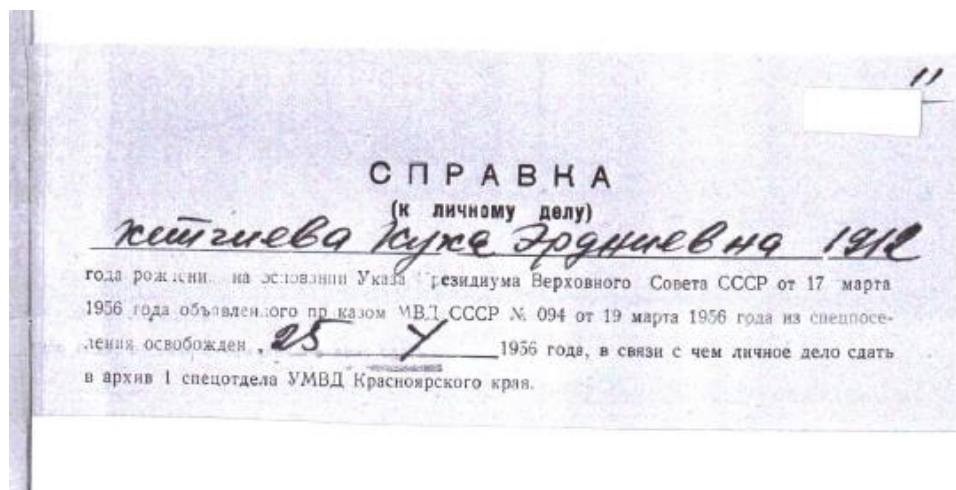 11
СПРАВКА
(к личному делу)
Эрдниевна 1912
года рождени на основании Указа Президиума Верховного Совета СССР от 17 марта
1956 года объявленного приказом МВД СССР № 094 от 19 марта 1956 года из спецпосе-
ления освобожден „ 25 V 1956 года, в связи с чем личное дело сдать
в архив 1 спецотдела УМВД Красноярского края.